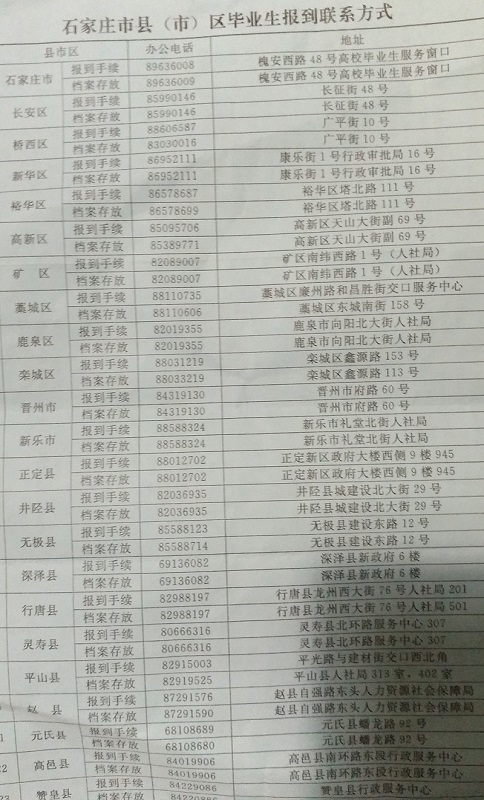 石家庄市县（市）区毕业生报到联系方式
县市区 办公电话 地址
石家庄市 报到手续 89636008 槐安西路48号高校毕业生服务窗口
档案存放 89636009 槐安西路48号高校毕业生服务窗口
长安区 报到手续 85990146 长征街48号
档案存放 85990146 长征街48号
桥西区 报到手续 88606587 广平街10号
档案存放 83030016 广平街10号
新华区 报到手续 86952111 康乐街1号行政审批局16号
档案存放 86952111 康乐街1号行政审批局16号
裕华区 报到手续 86578687 裕华区塔北路111号
档案存放 86578699 裕华区塔北路111号
高新区 报到手续 85095706 高新区天山大街副69号
档案存放 85389771 高新区天山大街副69号
矿 区 报到手续 82089007 矿区南纬西路1号（人社局）
档案存放 82089007 矿区南纬西路1号（人社局）
藁城区 报到手续 88110735 藁城区廉州路和昌胜街交口服务中心
档案存放 88110606 藁城区东城南街158号
鹿泉区 报到手续 82019355 鹿泉市向阳北大街人社局
档案存放 82019355 鹿泉市向阳北大街人社局
栾城区 报到手续 88031219 栾城区鑫源路153号
档案存放 88033219 栾城区鑫源路113号
晋州市 报到手续 84319130 晋州市府路60号
档案存放 84319130 晋州市府路60号
新乐市 报到手续 88588324 新乐市礼堂北街人社局
档案存放 88588324 新乐市礼堂北街人社局
正定县 报到手续 88012702 正定新区政府大楼西侧9楼945
档案存放 88012702 正定新区政府大楼西侧9楼945
井陉县 报到手续 82036935 井陉县城建设北大街29号
档案存放 82036935 井陉县城建设北大街29号
无极县 报到手续 85588123 无极县建设东路12号
档案存放 85588714 无极县建设东路12号
深泽县 报到手续 69136082 深泽县新政府6楼
档案存放 69136082 深泽县新政府6楼
行唐县 报到手续 82988197 行唐县龙州西大街76号人社局201
档案存放 82988197 行唐县龙州西大街76号人社局501
灵寿县 报到手续 80666316 灵寿县北环路服务中心307
档案存放 80666316 灵寿县北环路服务中心307
平山县 报到手续 82915003 平光路与建材街交口西北角
档案存放 82919525 平山县人社局313室，402室
赵 县 报到手续 87291576 赵县自强路东头人力资源社会保障局
档案存放 87291590 赵县自强路东头人力资源社会保障局
元氏县 报到手续 68108689 元氏县蟠龙路92号
档案存放 68108680 元氏县蟠龙路92号
22 高邑县 报到手续 84019906 高邑县南环路东段行政服务中心
档案存放 84019906 高邑县南环路东段行政服务中心
23 赞皇县 报到手续 84229086 赞皇县行政服务中心
档案存放 84229086